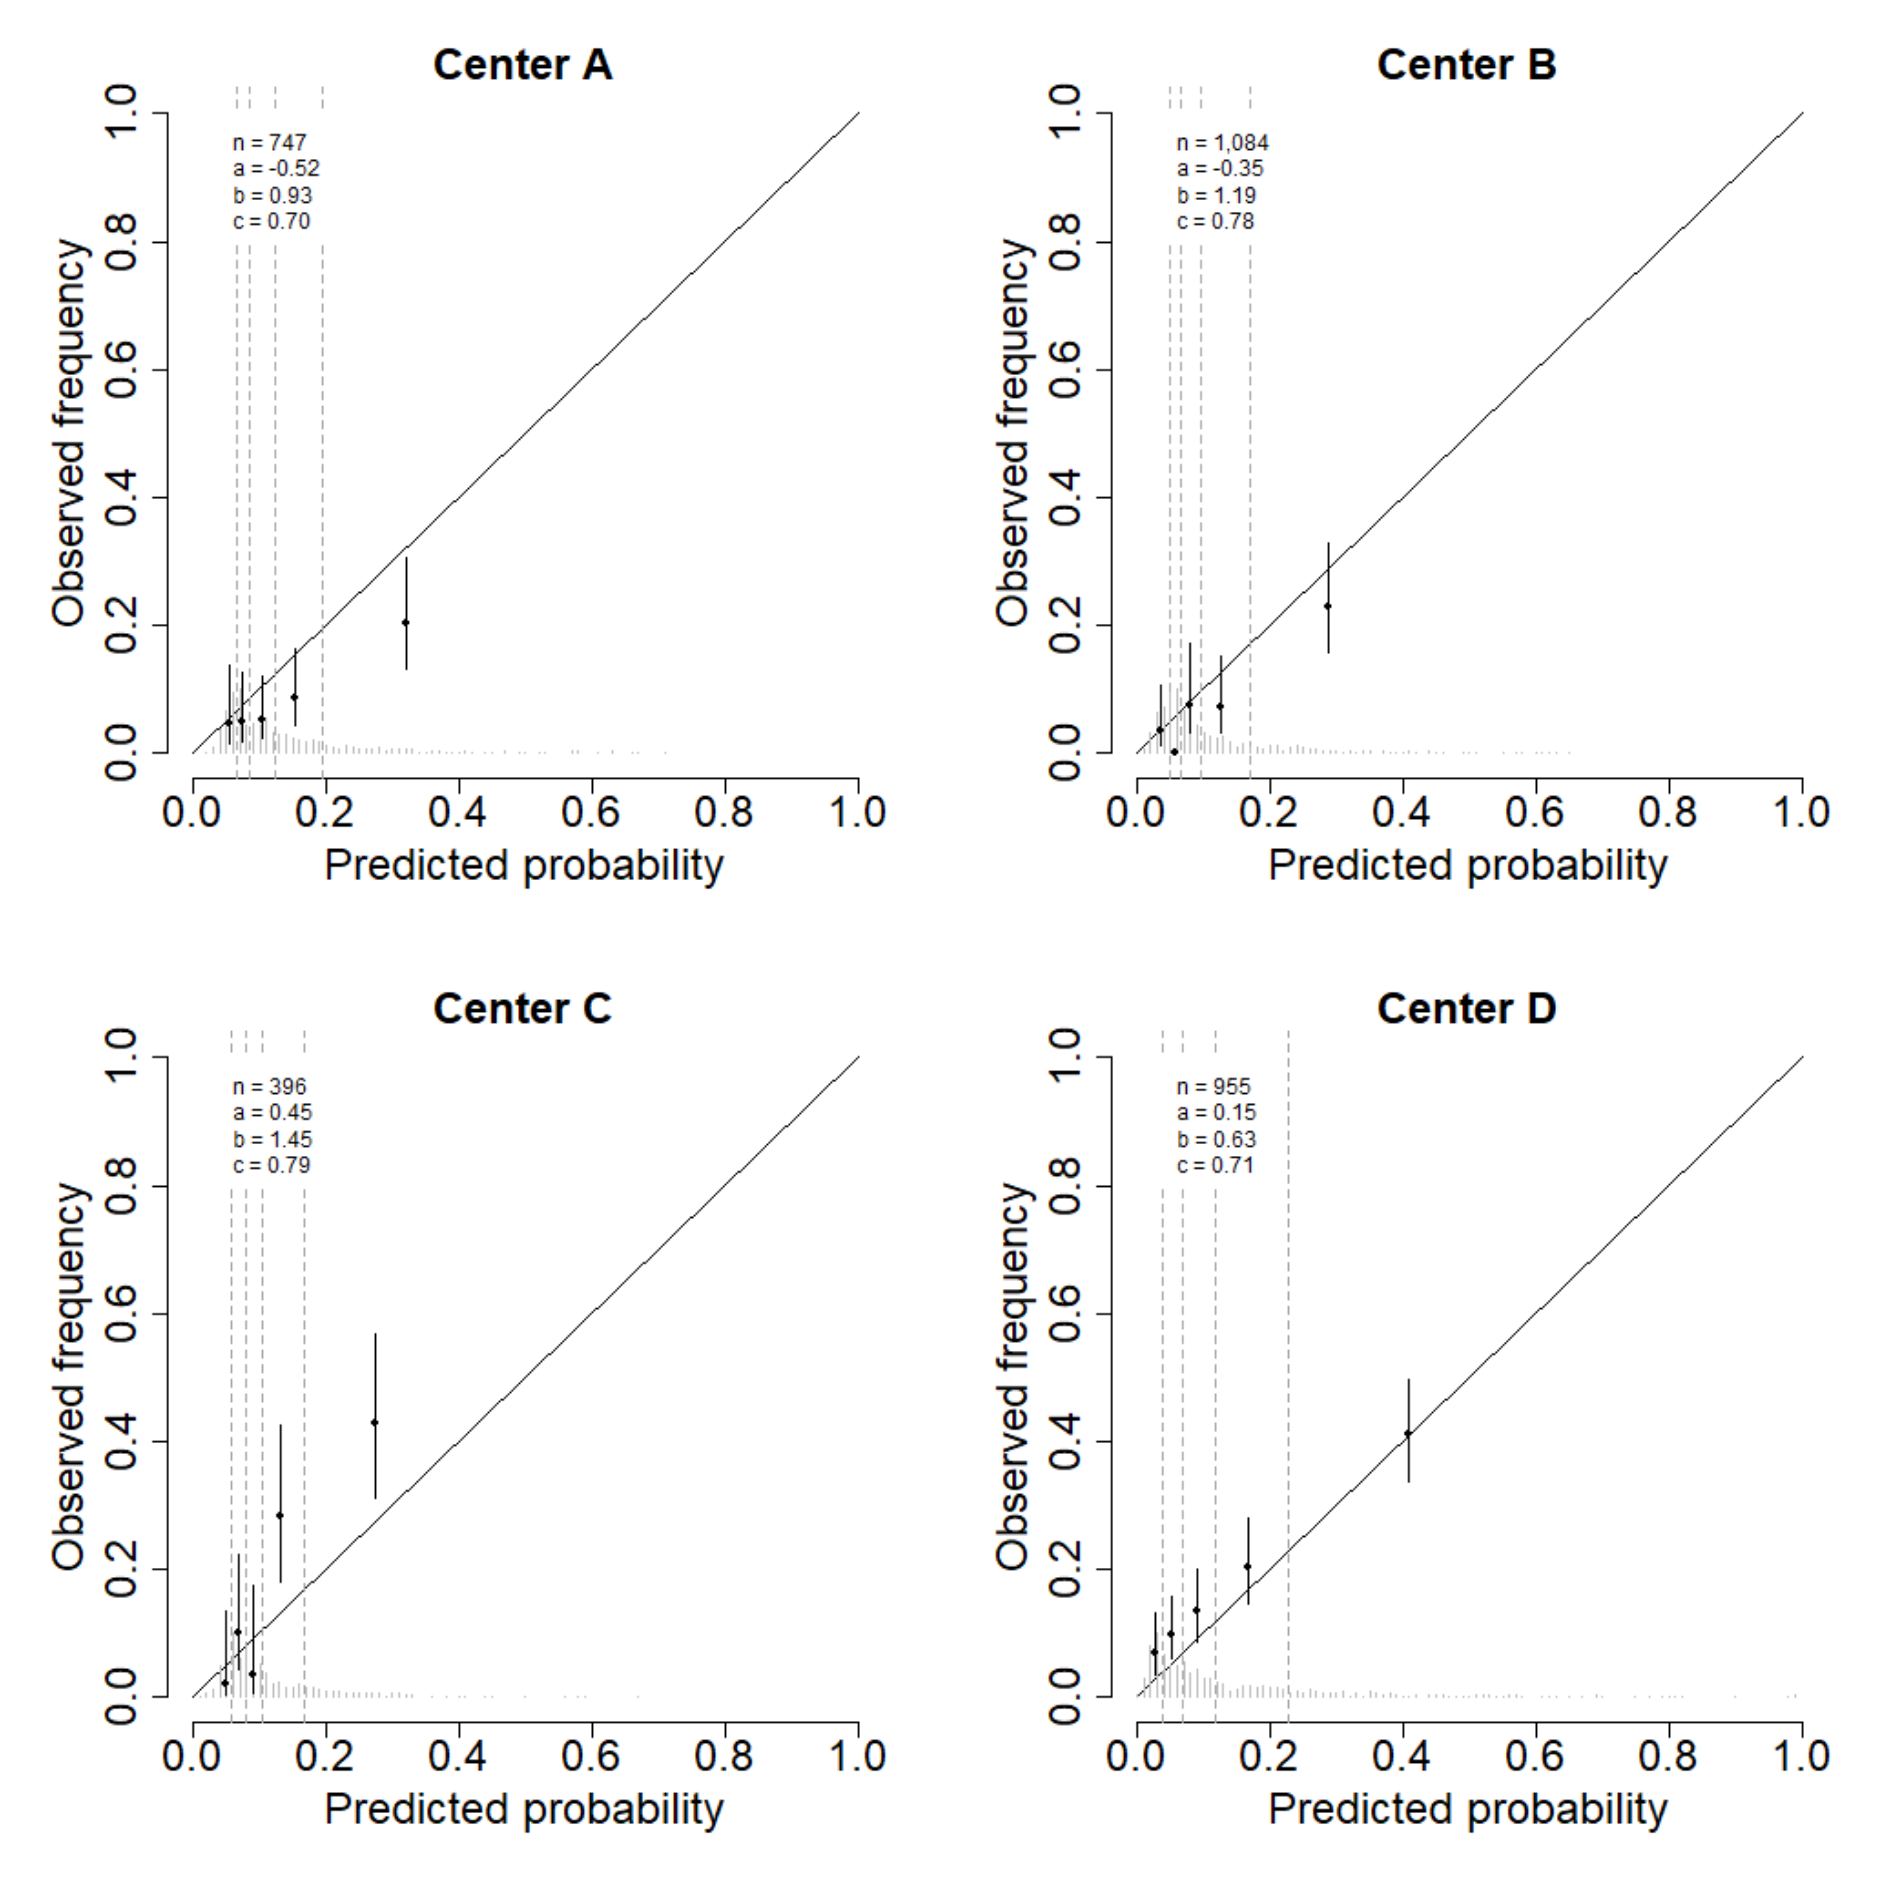 Center A
n = 747
a = -0.52
b = 0.93
c = 0.70
Observed frequency
1.0
0.8
0.6
0.4
0.2
0.0
0.0 0.2 0.4 0.6 0.8 1.0
Predicted probability
Center B
n = 1,084
a = -0.35
b = 1.19
c = 0.78
Observed frequency
1.0
0.8
0.6
0.4
0.2
0.0
0.0 0.2 0.4 0.6 0.8 1.0
Predicted probability
Center C
n = 396
a = 0.45
b = 1.45
c = 0.79
Observed frequency
1.0
0.8
0.6
0.4
0.2
0.0
0.0 0.2 0.4 0.6 0.8 1.0
Predicted probability
Center D
n = 955
a = 0.15
b = 0.63
c = 0.71
Observed frequency
1.0
0.8
0.6
0.4
0.2
0.0
0.0 0.2 0.4 0.6 0.8 1.0
Predicted probability